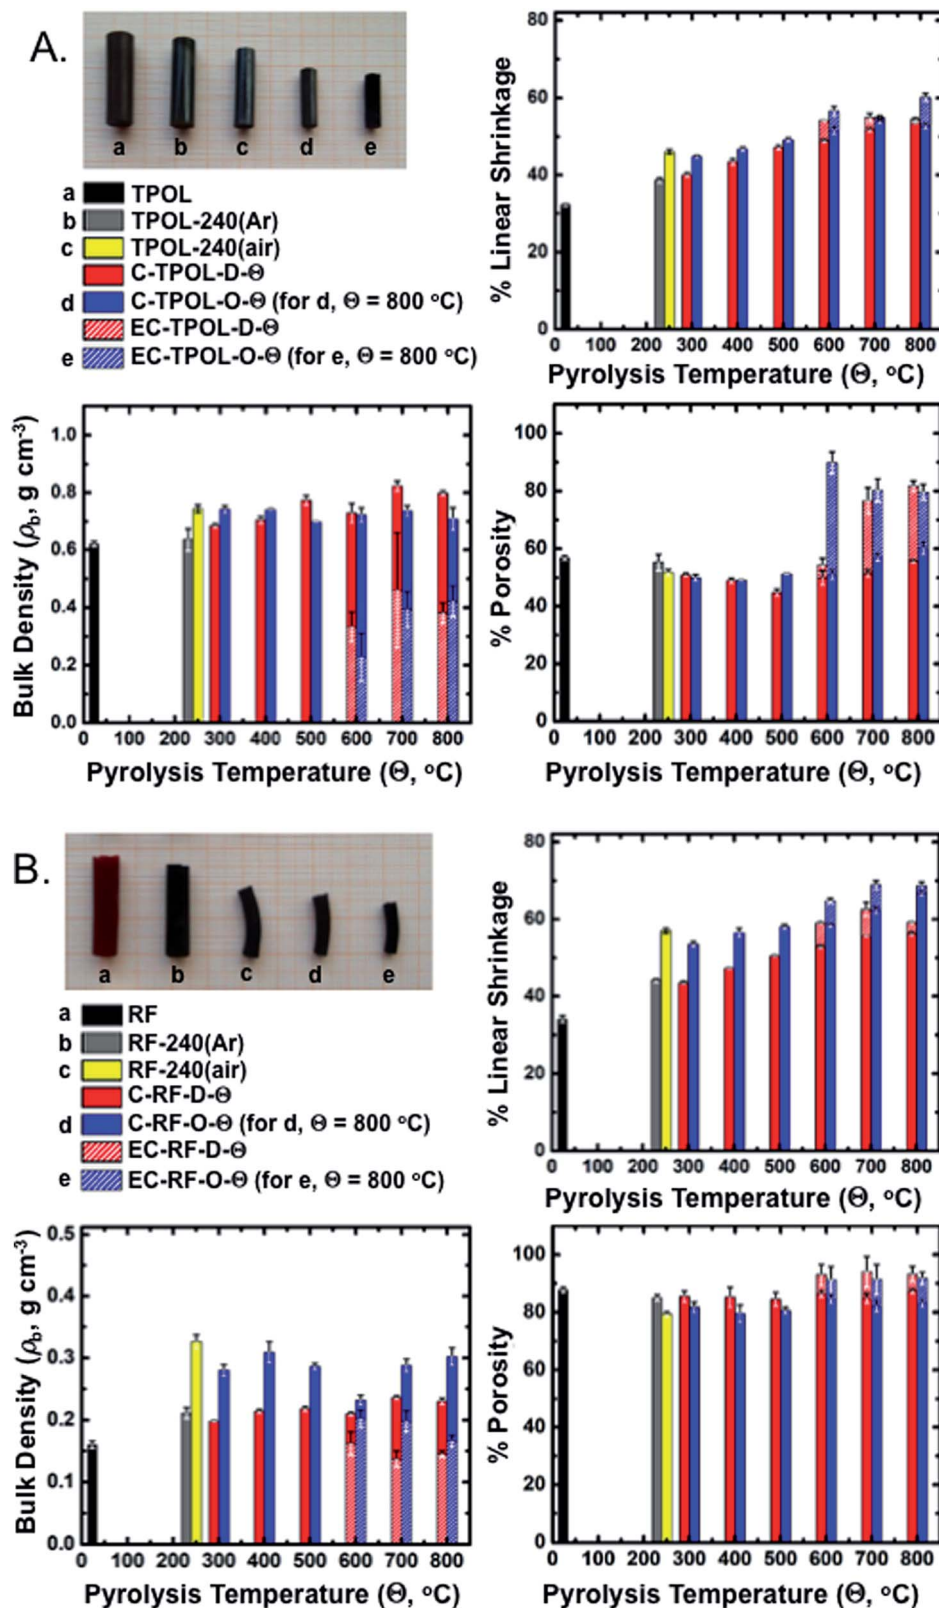 A.
a b c d e
a TPOL
b TPOL-240(Ar)
c TPOL-240(air)
C-TPOL-D-Θ
d C-TPOL-O-Θ (for d, Θ = 800 °C)
EC-TPOL-D-Θ
e EC-TPOL-O-Θ (for e, Θ = 800 °C)
% Linear Shrinkage
80
60
40
20
0
0 100 200 300 400 500 600 700 800
Pyrolysis Temperature (Θ, °C)
Bulk Density (ρb, g cm-3)
1.0
0.8
0.6
0.4
0.2
0.0
0 100 200 300 400 500 600 700 800
Pyrolysis Temperature (Θ, °C)
% Porosity
100
80
60
40
20
0
0 100 200 300 400 500 600 700 800
Pyrolysis Temperature (Θ, °C)
B.
a b c d e
a RF
b RF-240(Ar)
c RF-240(air)
C-RF-D-Θ
d C-RF-O-Θ (for d, Θ = 800 °C)
EC-RF-D-Θ
e EC-RF-O-Θ (for e, Θ = 800 °C)
% Linear Shrinkage
80
60
40
20
0
0 100 200 300 400 500 600 700 800
Pyrolysis Temperature (Θ, °C)
Bulk Density (ρb, g cm-3)
0.5
0.4
0.3
0.2
0.1
0.0
0 100 200 300 400 500 600 700 800
Pyrolysis Temperature (Θ, °C)
% Porosity
100
80
60
40
20
0
0 100 200 300 400 500 600 700 800
Pyrolysis Temperature (Θ, °C)